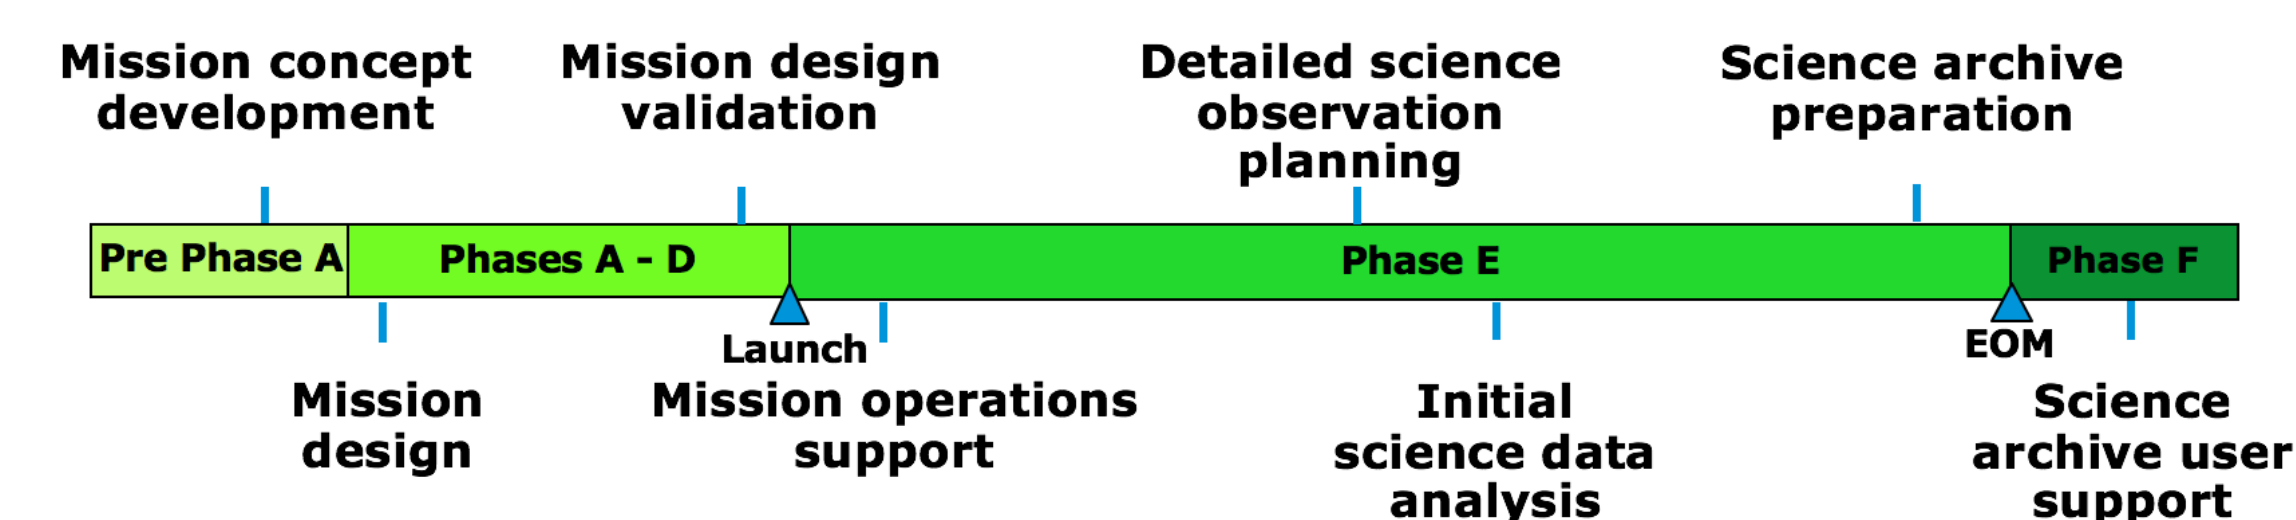 Mission concept
development
Mission design
validation
Detailed science
observation
planning
Science archive
preparation
Pre Phase A
Phases A - D
Phase E
Phase F
Launch
EOM
Mission
design
Mission operations
support
Initial
science data
analysis
Science
archive user
support